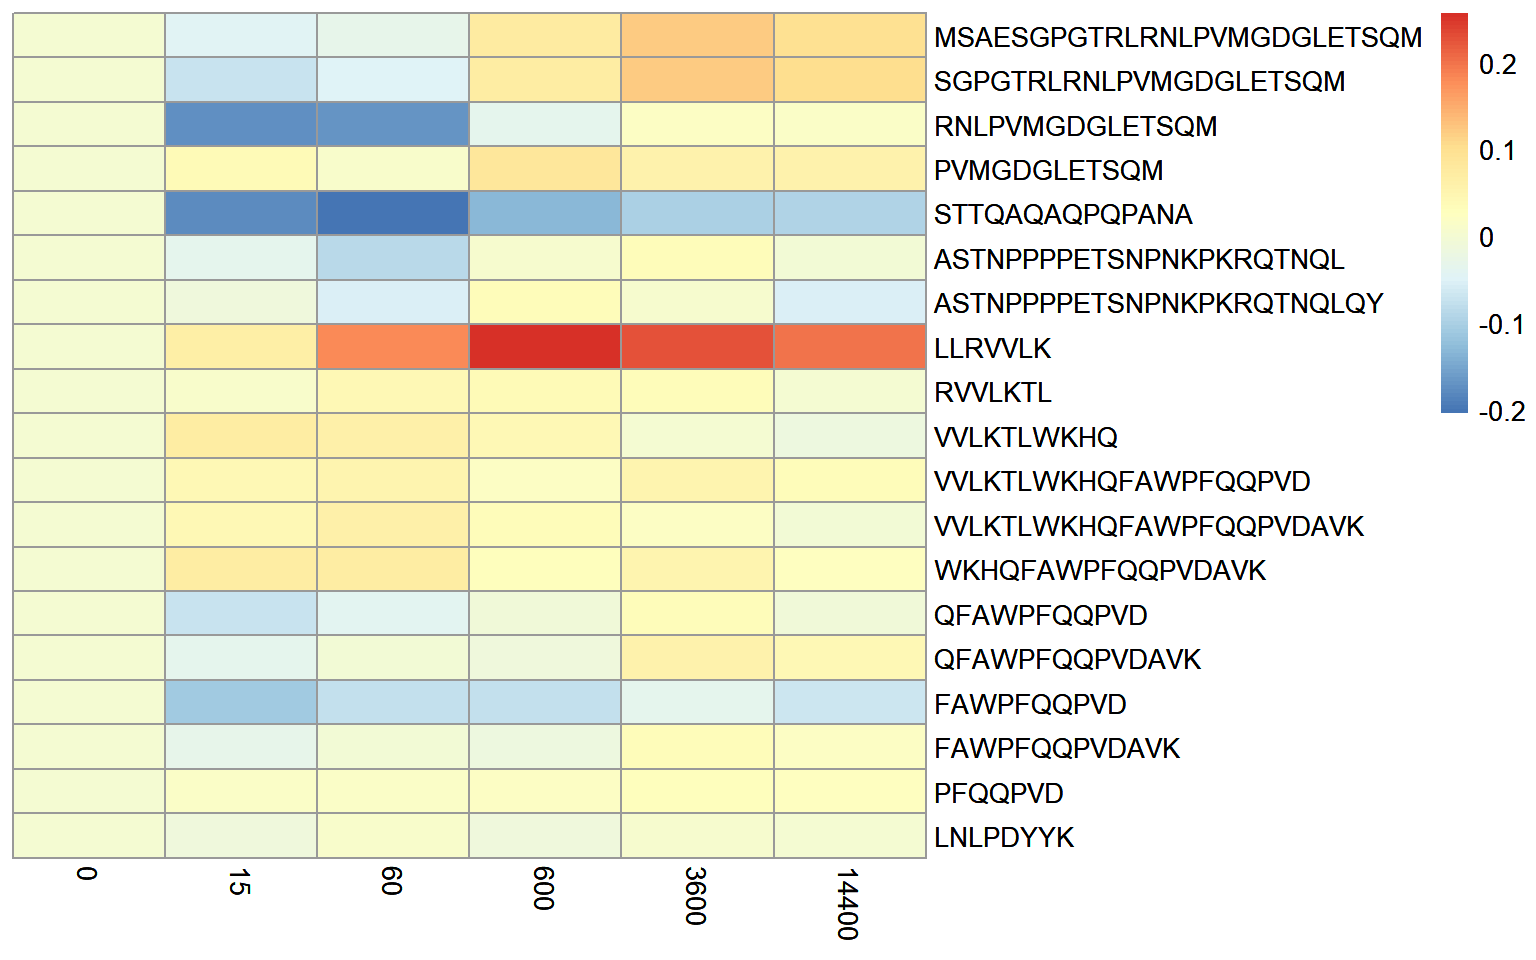 MSAESGPGTRLRNLPVMGDGLETSQM
SGPGTRLRNLPVMGDGLETSQM
RNLPVMGDGLETSQM
PVMGDGLETSQM
STTQAQAQPQPANA
ASTNPPPPETSNPNKPKRQTNQL
ASTNPPPPETSNPNKPKRQTNQLQY
LLRVVLK
RVVLKTL
VVLKTLWKHQ
VVLKTLWKHQFAWPFQQPVD
VVLKTLWKHQFAWPFQQPVDAVK
WKHQFAWPFQQPVDAVK
QFAWPFQQPVD
QFAWPFQQPVDAVK
FAWPFQQPVD
FAWPFQQPVDAVK
PFQQPVD
LNLPDYYK
0
15
60
600
3600
14400
0.2
0.1
0
-0.1
-0.2